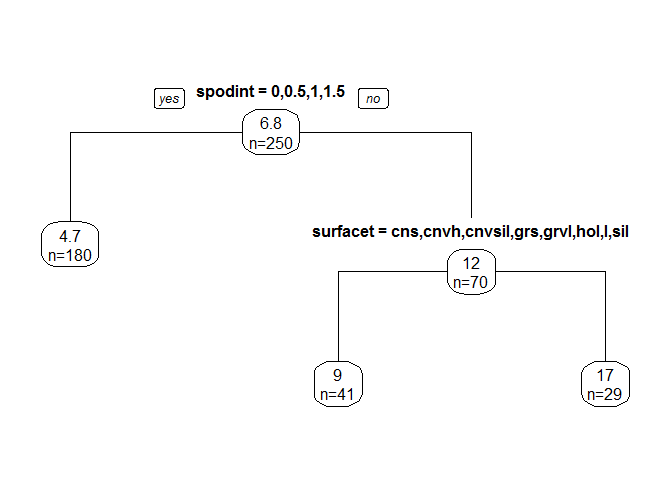 yes
spodint = 0,0.5,1,1.5
no
6.8
n=250
4.7
n=180
surfacet = cns,cnvh,cnvsil,grs,grvl,hol,l,sil
12
n=70
9
n=41
17
n=29